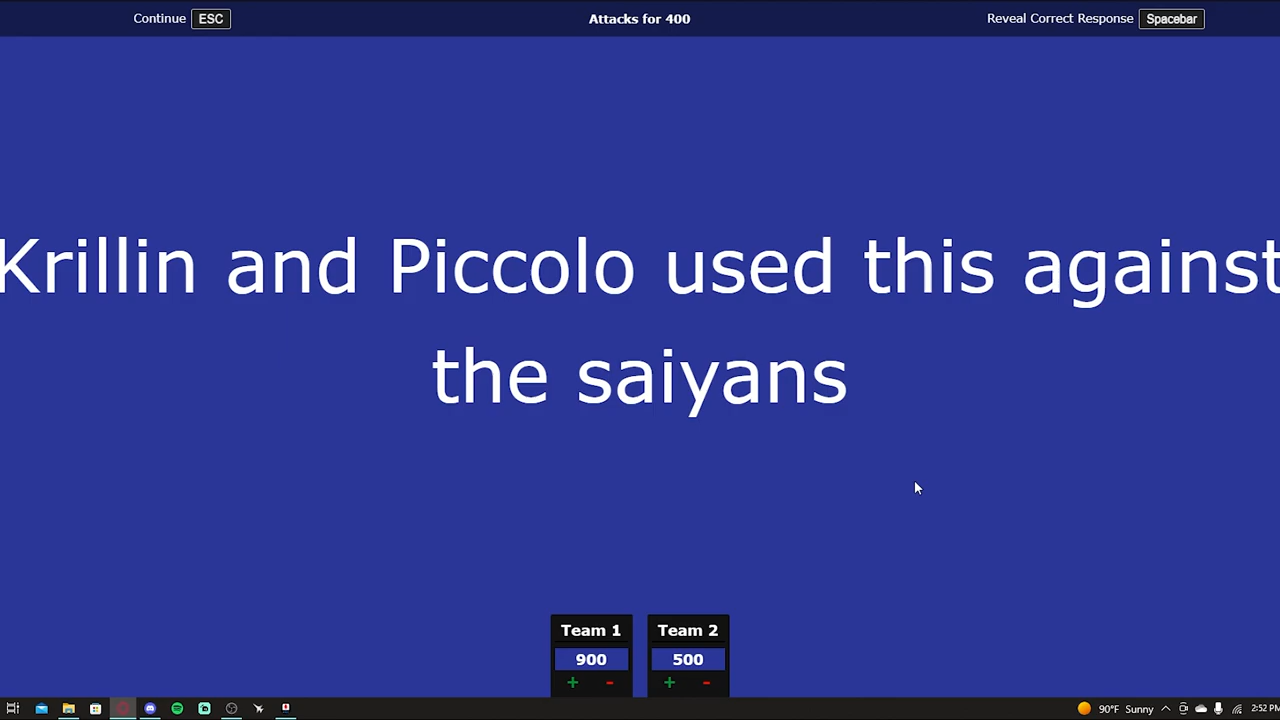 Continue ESC
Attacks for 400
Reveal Correct Response Spacebar
Krillin and Piccolo used this against
the saiyans
Team 1
900
+ -
Team 2
500
+ -
90°F Sunny
2:52 PM